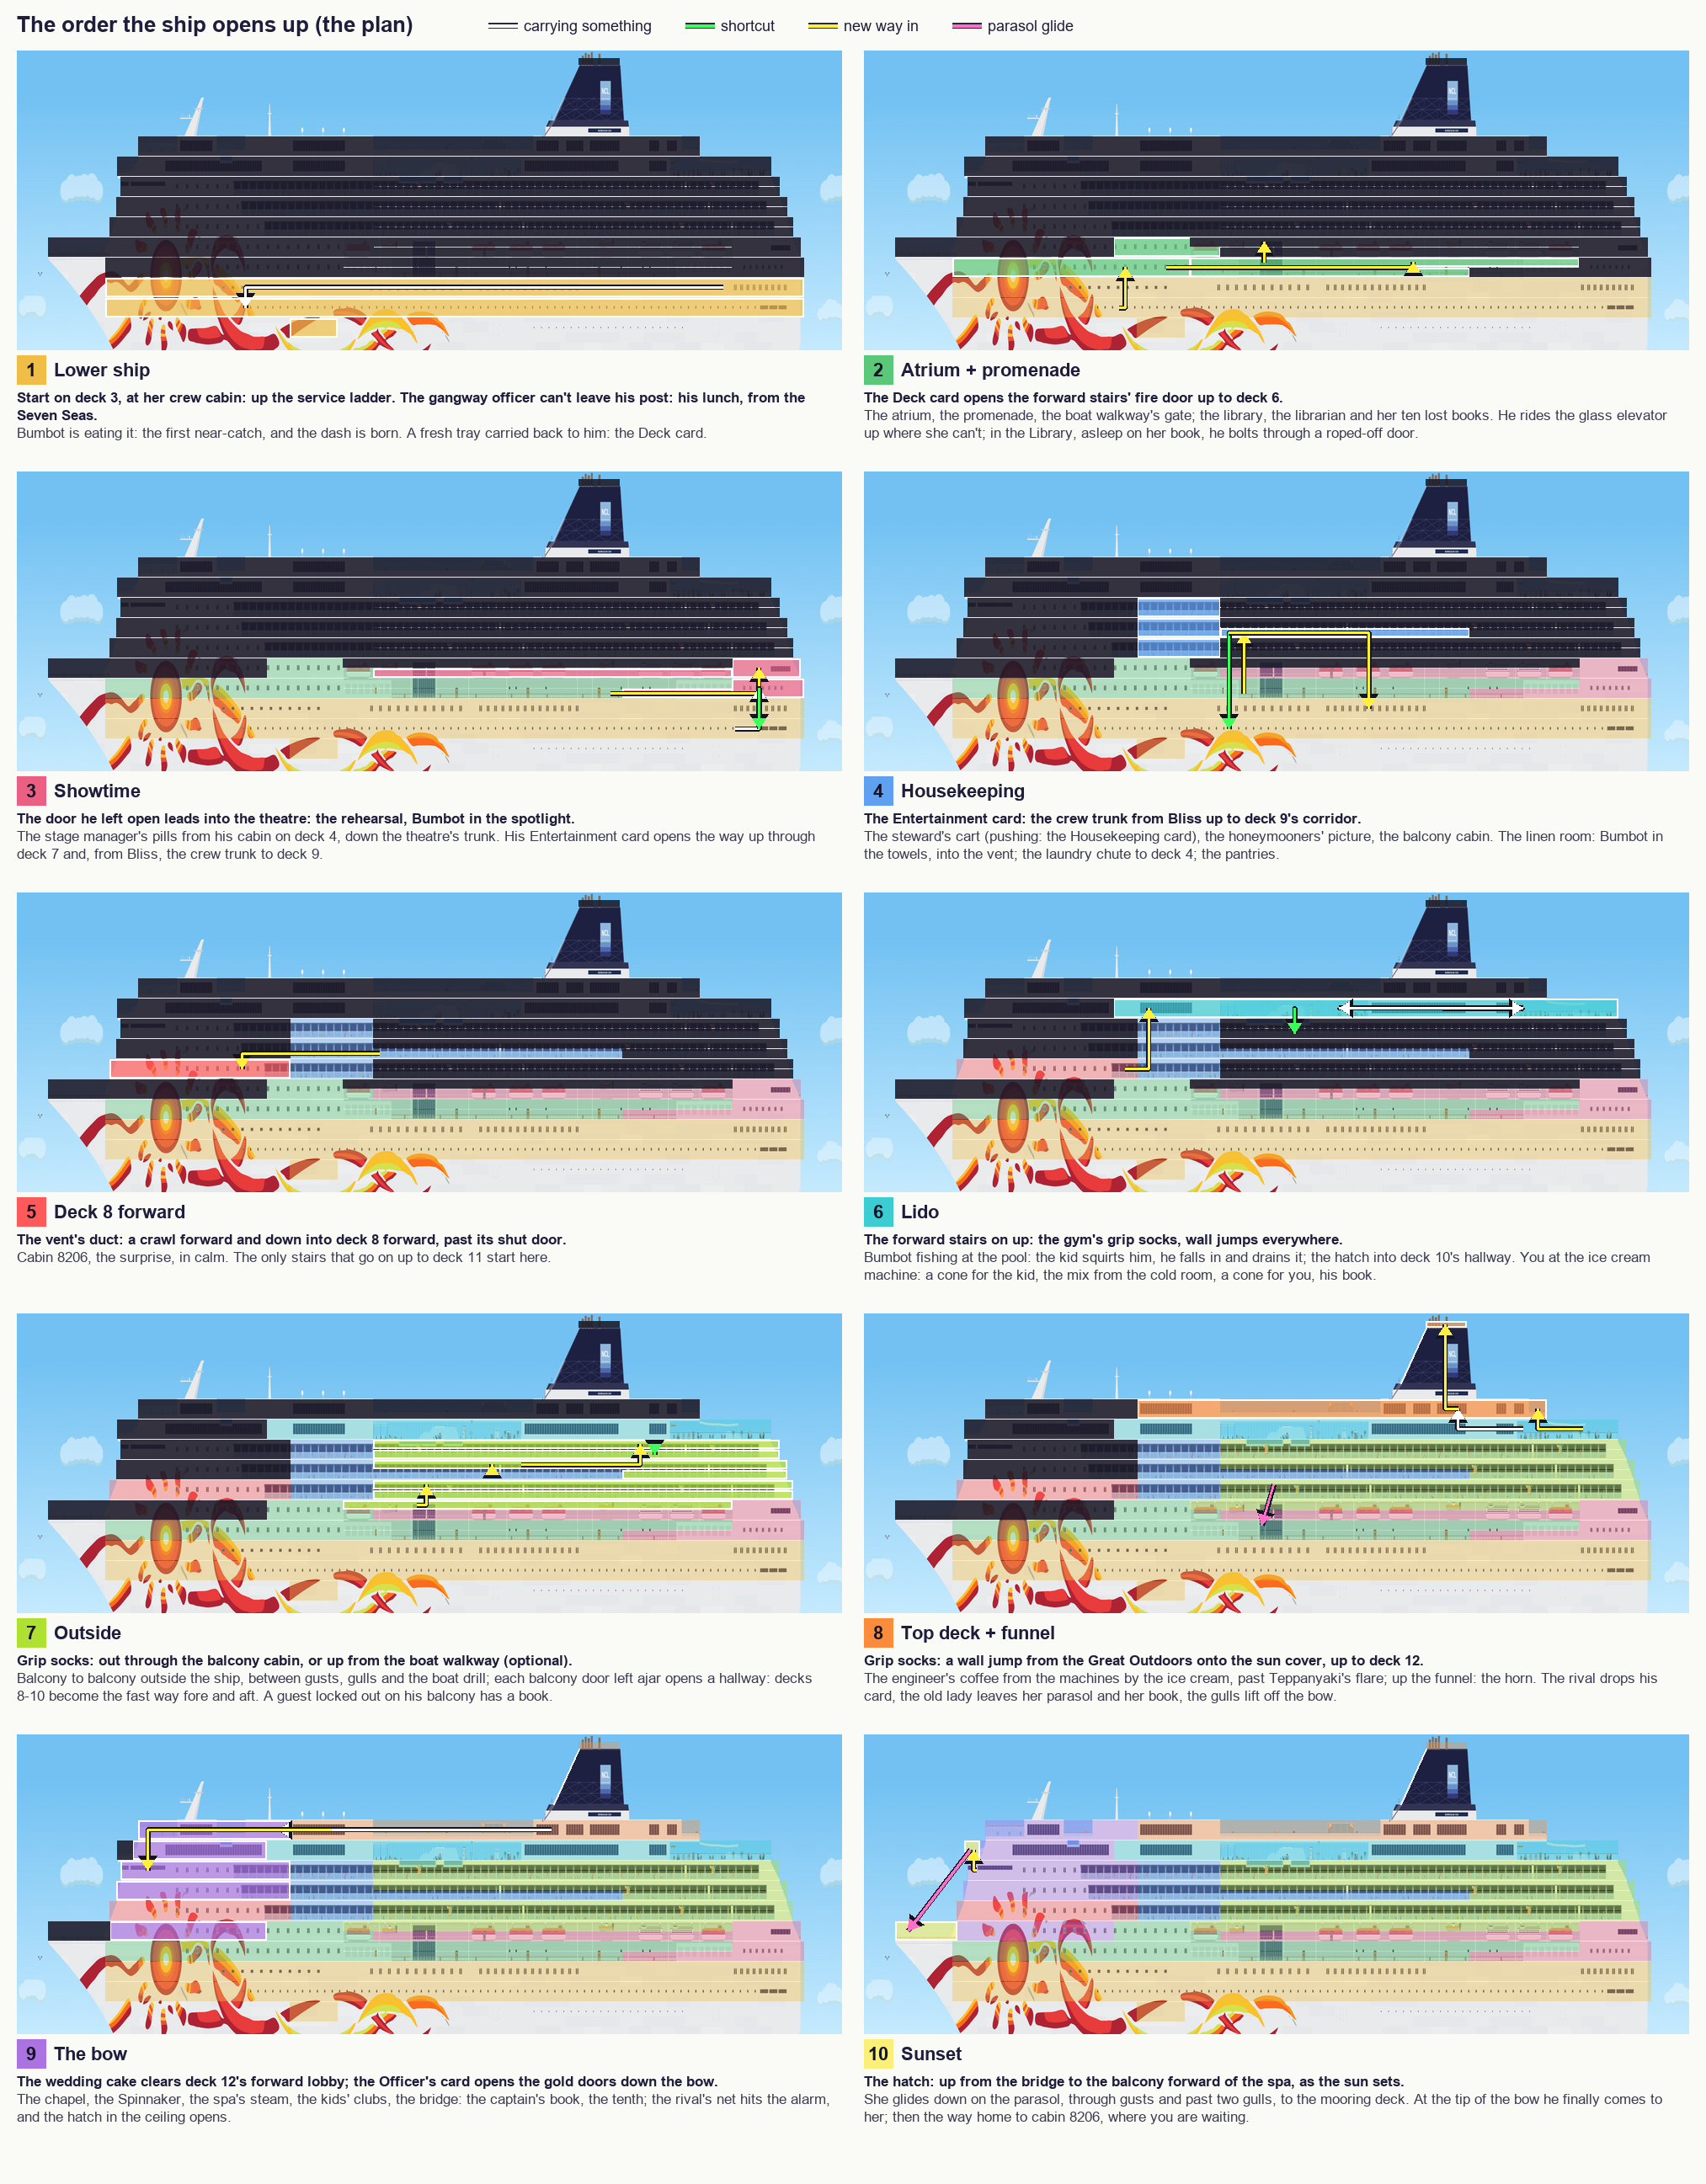 The order the ship opens up (the plan)
carrying something
shortcut
new way in
parasol glide
NCL
NCL
1 Lower ship
Start on deck 3, at her crew cabin: up the service ladder. The gangway officer can't leave his post: his lunch, from the
Seven Seas.
Bumbot is eating it: the first near-catch, and the dash is born. A fresh tray carried back to him: the Deck card.
2 Atrium + promenade
The Deck card opens the forward stairs' fire door up to deck 6.
The atrium, the promenade, the boat walkway's gate; the library, the librarian and her ten lost books. He rides the glass elevator
up where she can't; in the Library, asleep on her book, he bolts through a roped-off door.
NCL
NCL
3 Showtime
The door he left open leads into the theatre: the rehearsal, Bumbot in the spotlight.
The stage manager's pills from his cabin on deck 4, down the theatre's trunk. His Entertainment card opens the way up through
deck 7 and, from Bliss, the crew trunk to deck 9.
4 Housekeeping
The Entertainment card: the crew trunk from Bliss up to deck 9's corridor.
The steward's cart (pushing: the Housekeeping card), the honeymooners' picture, the balcony cabin. The linen room: Bumbot in
the towels, into the vent; the laundry chute to deck 4; the pantries.
NCL
NCL
5 Deck 8 forward
The vent's duct: a crawl forward and down into deck 8 forward, past its shut door.
Cabin 8206, the surprise, in calm. The only stairs that go on up to deck 11 start here.
6 Lido
The forward stairs on up: the gym's grip socks, wall jumps everywhere.
Bumbot fishing at the pool: the kid squirts him, he falls in and drains it; the hatch into deck 10's hallway. You at the ice cream
machine: a cone for the kid, the mix from the cold room, a cone for you, his book.
NCL
NCL
7 Outside
Grip socks: out through the balcony cabin, or up from the boat walkway (optional).
Balcony to balcony outside the ship, between gusts, gulls and the boat drill; each balcony door left ajar opens a hallway: decks
8-10 become the fast way fore and aft. A guest locked out on his balcony has a book.
8 Top deck + funnel
Grip socks: a wall jump from the Great Outdoors onto the sun cover, up to deck 12.
The engineer's coffee from the machines by the ice cream, past Teppanyaki's flare; up the funnel: the horn. The rival drops his
card, the old lady leaves her parasol and her book, the gulls lift off the bow.
NCL
NCL
9 The bow
The wedding cake clears deck 12's forward lobby; the Officer's card opens the gold doors down the bow.
The chapel, the Spinnaker, the spa's steam, the kids' clubs, the bridge: the captain's book, the tenth; the rival's net hits the alarm,
and the hatch in the ceiling opens.
10 Sunset
The hatch: up from the bridge to the balcony forward of the spa, as the sun sets.
She glides down on the parasol, through gusts and past two gulls, to the mooring deck. At the tip of the bow he finally comes to
her; then the way home to cabin 8206, where you are waiting.